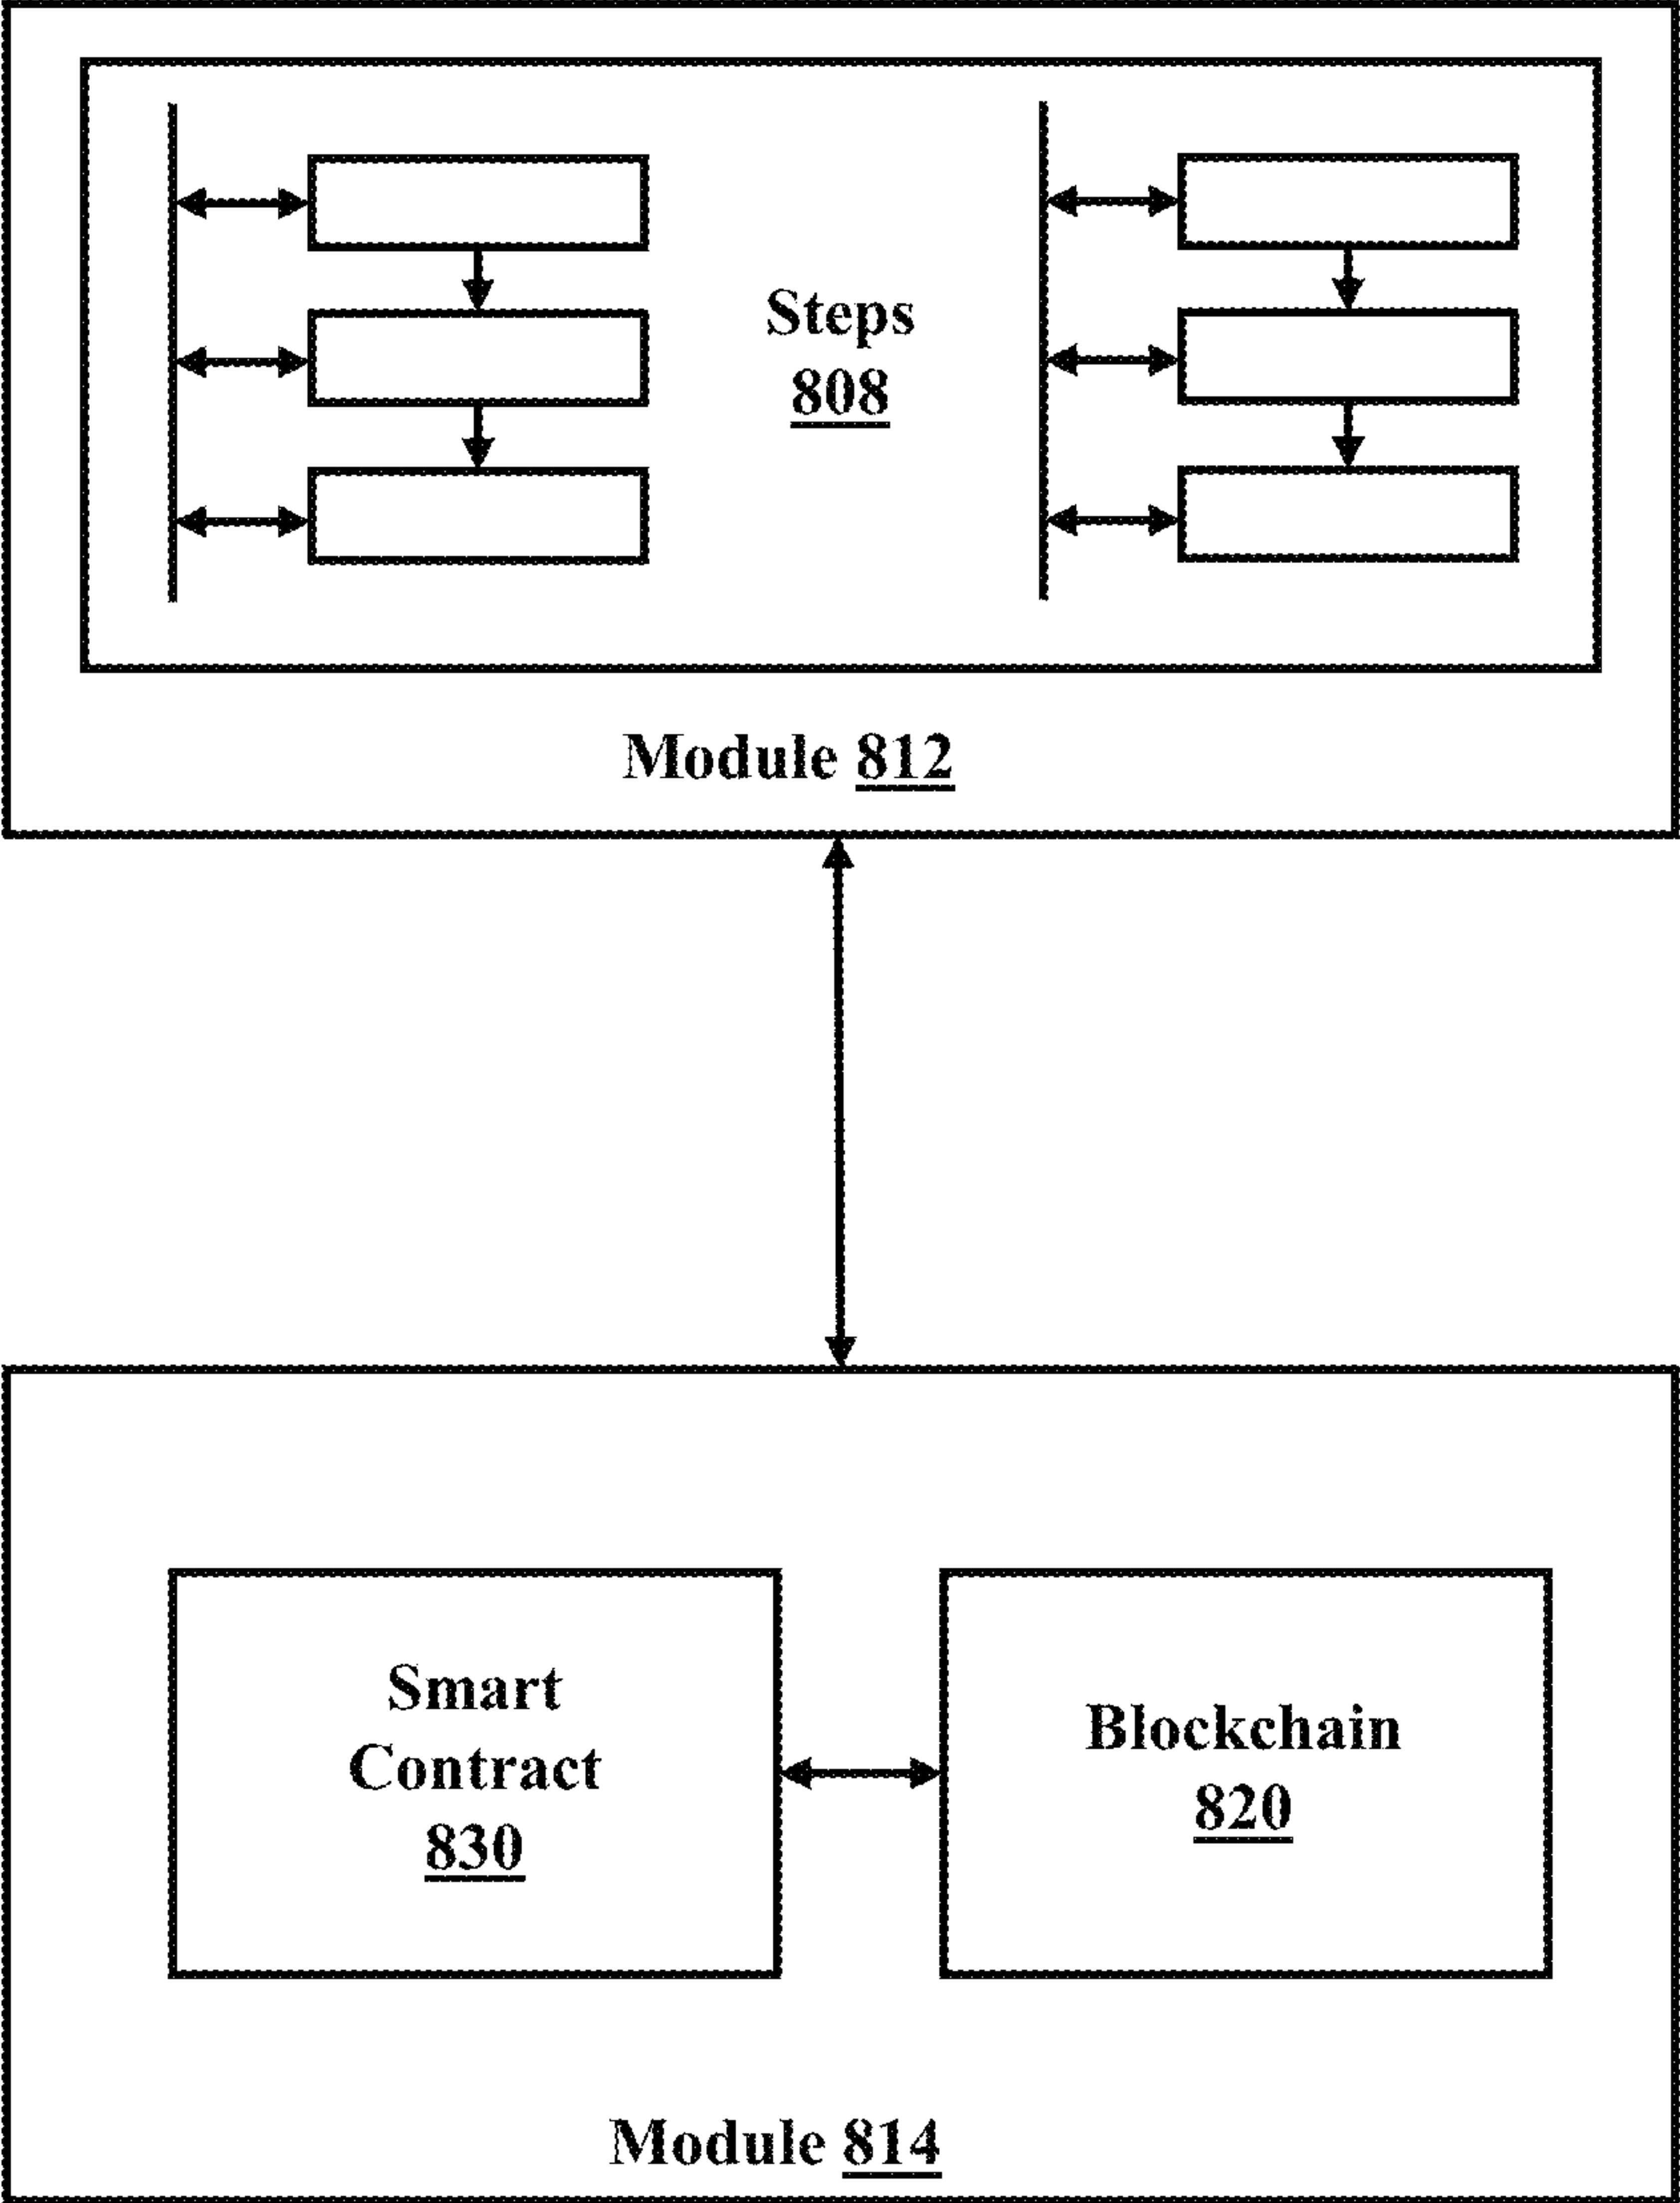 Steps
808
Module 812
Smart
Contract
830
Blockchain
820
Module 814